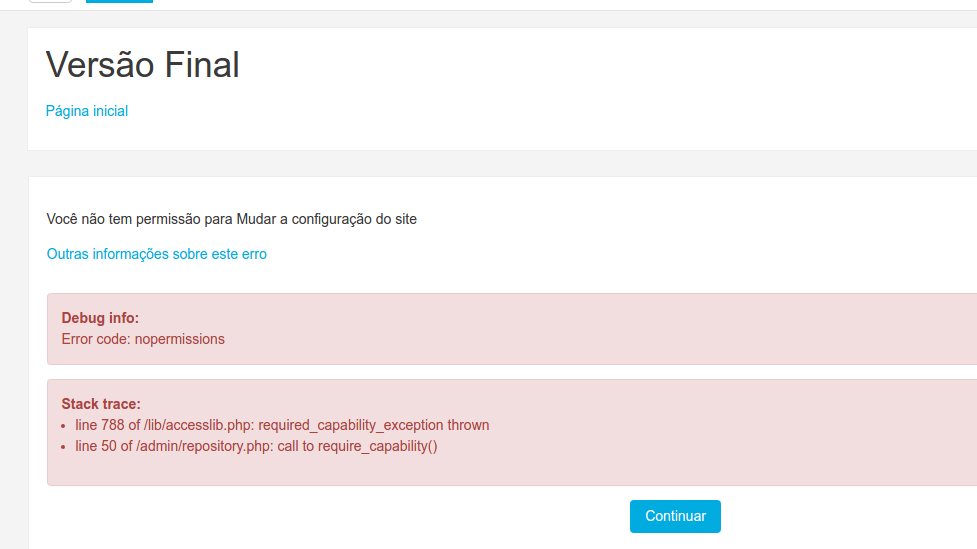 Versão Final
Página inicial
Você não tem permissão para Mudar a configuração do site
Outras informações sobre este erro
Debug info:
Error code: nopermissions
Stack trace:
line 788 of /lib/accesslib.php: required_capability_exception thrown
line 50 of /admin/repository.php: call to require_capability()
Continuar